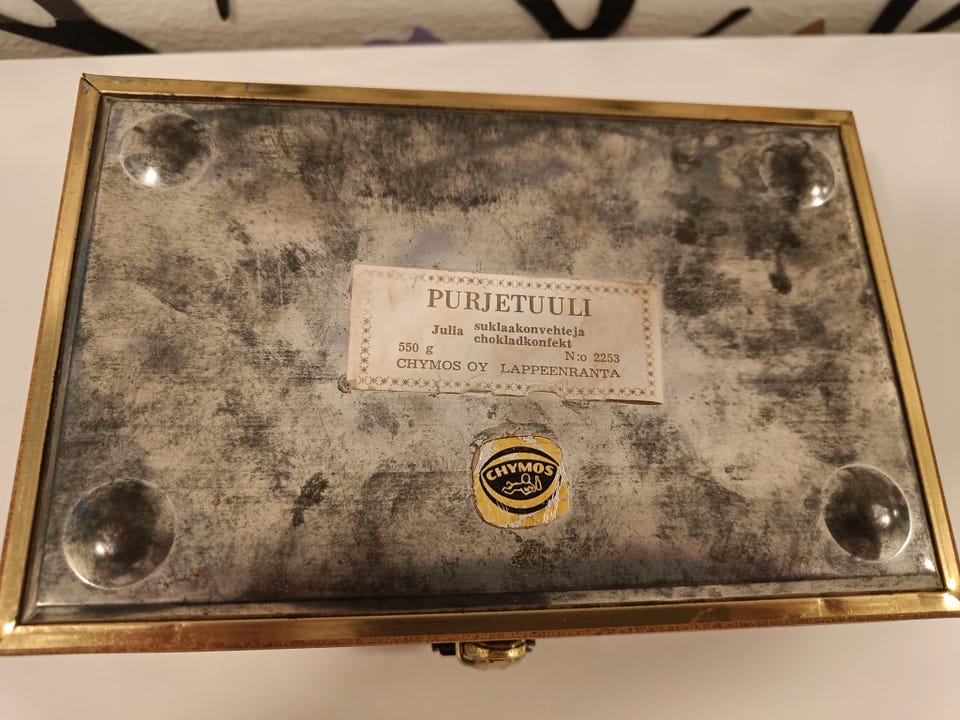 PURJETUULI
Julia suklaakonvehteja
chokladkonfekt
550 g N:o 2253
CHYMOS OY LAPPEENRANTA
CHYMOS